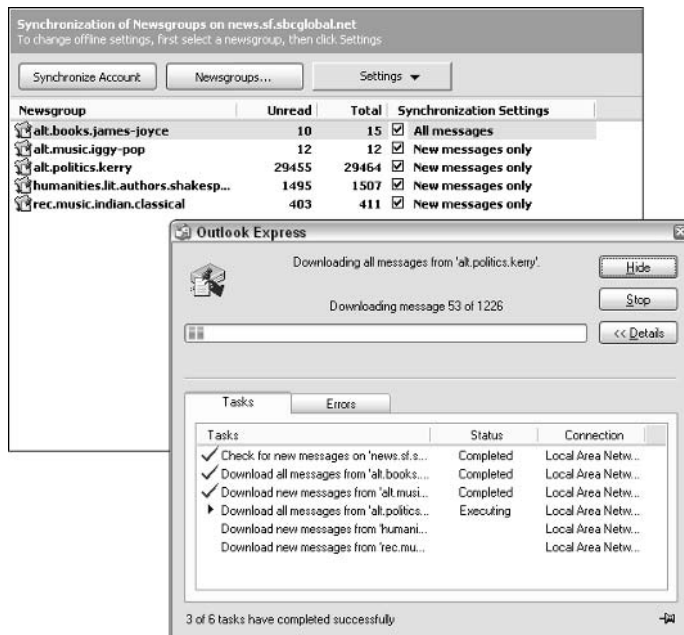 Synchronization of Newsgroups on news.sf.sbcglobal.net
To change offline settings, first select a newsgroup, then click Settings
Synchronize Account Newsgroups... Settings
Newsgroup Unread Total Synchronization Settings
alt.books.james-joyce 10 15 All messages
alt.music.iggy-pop 12 12 New messages only
alt.politics.kerry 29455 29464 New messages only
humanities.lit.authors.shakesp... 1495 1507 New messages only
rec.music.indian.classical 403 411 New messages only
Outlook Express
Downloading all messages from 'alt.politics.kerry'.
Hide
Downloading message 53 of 1226
Stop
<< Details
Tasks Errors
Tasks Status Connection
Check for new messages on 'news.sf.s... Completed Local Area Netw...
Download all messages from 'alt.books.... Completed Local Area Netw...
Download new messages from 'alt.musi... Completed Local Area Netw...
Download all messages from 'alt.politics... Executing Local Area Netw...
Download new messages from 'humani... Local Area Netw...
Download new messages from 'rec.mu... Local Area Netw...
3 of 6 tasks have completed successfully